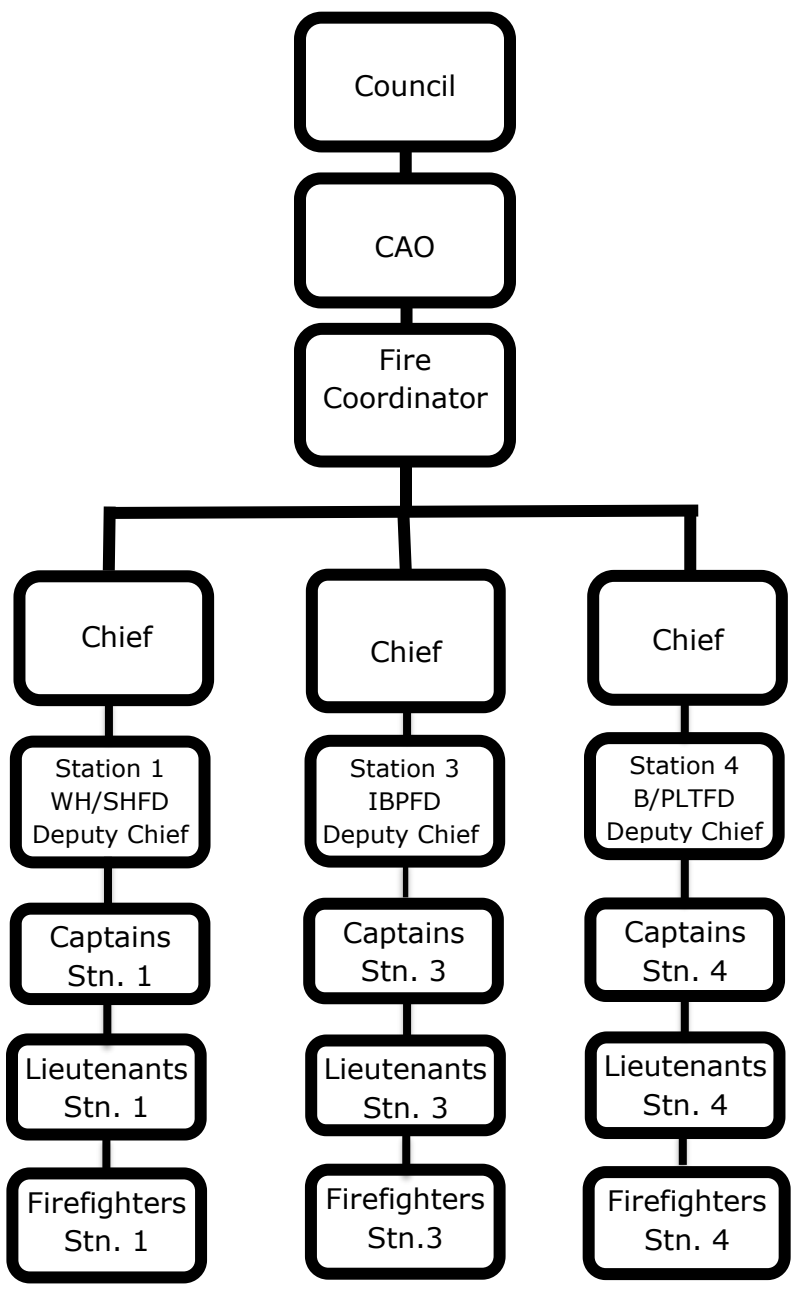 Council
CAO
Fire
Coordinator
Chief
Chief
Chief
Station 1
WH/SHFD
Deputy Chief
Station 3
IBPFD
Deputy Chief
Station 4
B/PLTFD
Deputy Chief
Captains
Stn. 1
Captains
Stn. 3
Captains
Stn. 4
Lieutenants
Stn. 1
Lieutenants
Stn. 3
Lieutenants
Stn. 4
Firefighters
Stn. 1
Firefighters
Stn.3
Firefighters
Stn. 4